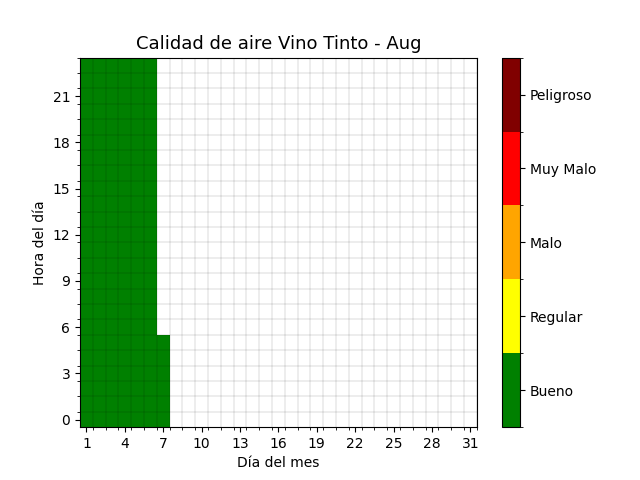 Calidad de aire Vino Tinto - Aug
Hora del día
21
18
15
12
9
6
3
0
1 4 7 10 13 16 19 22 25 28 31
Día del mes
Peligroso
Muy Malo
Malo
Regular
Bueno